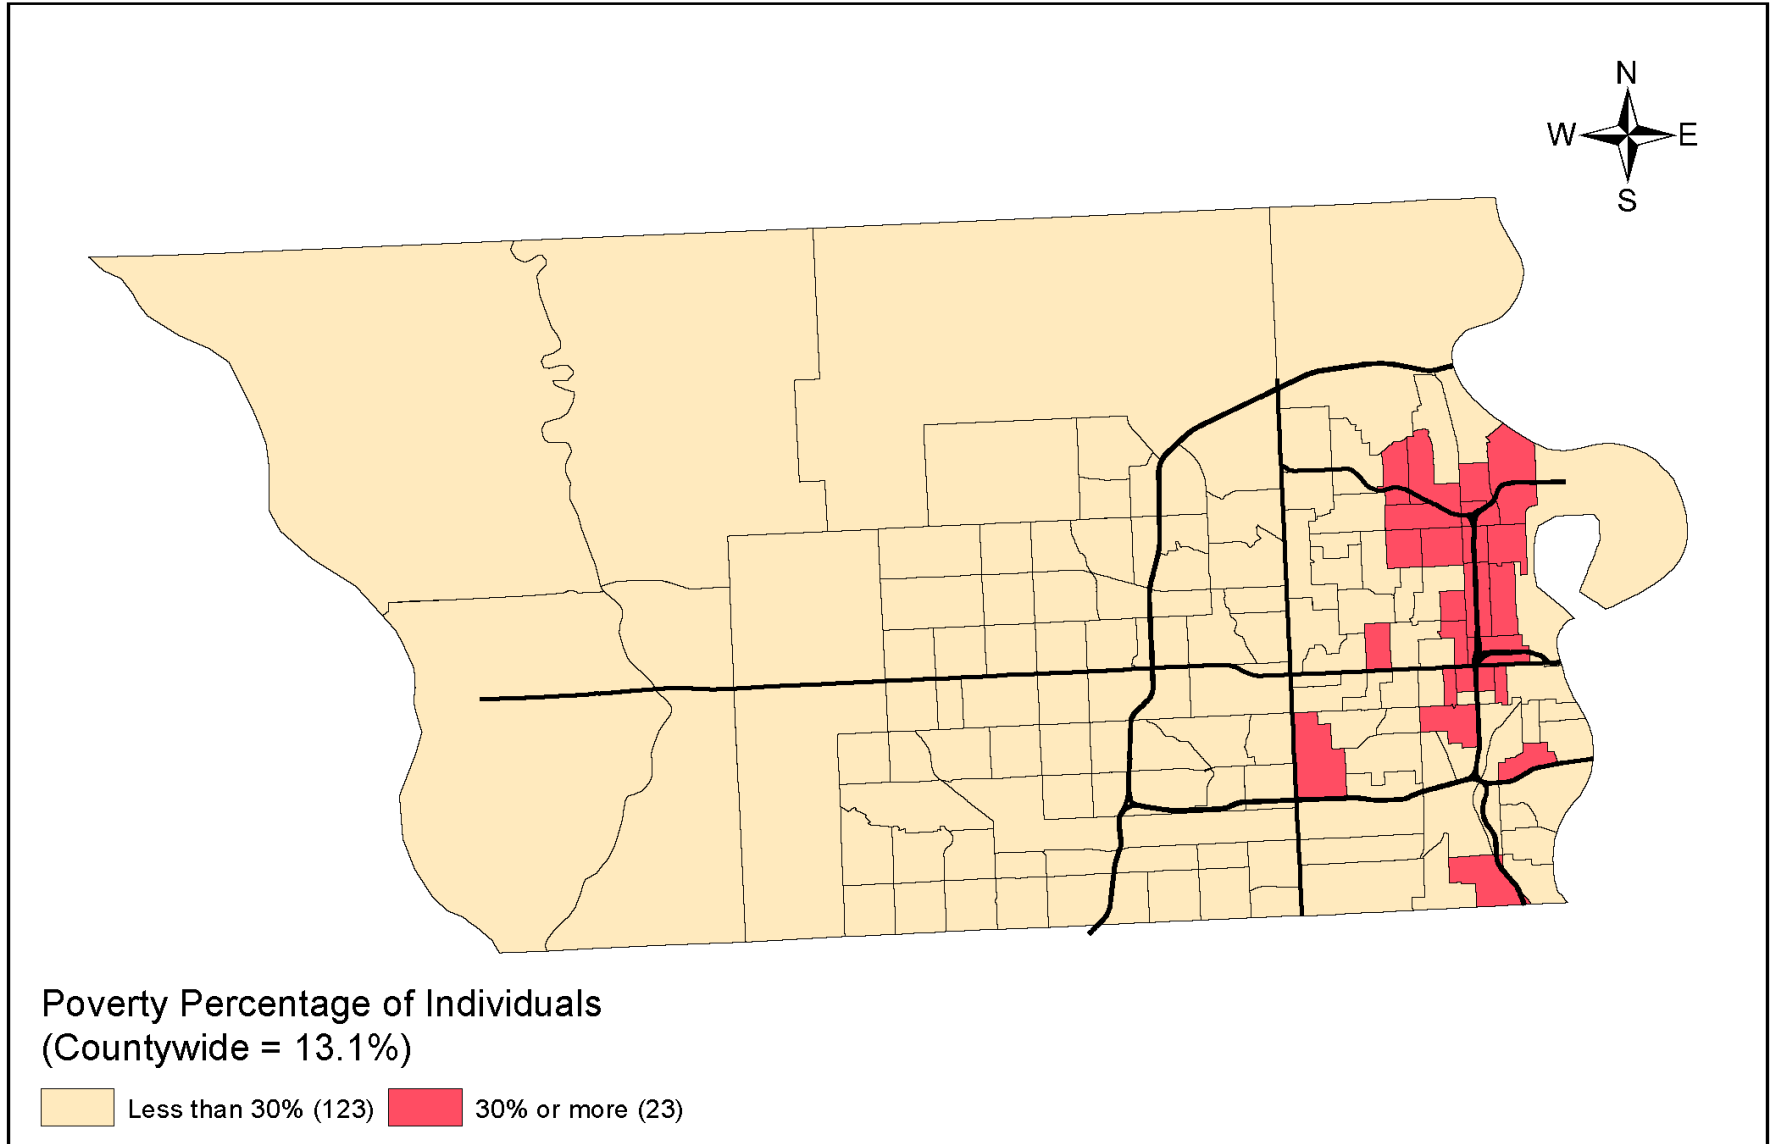 N
W E
S
Poverty Percentage of Individuals
(Countywide = 13.1%)
Less than 30% (123) 30% or more (23)